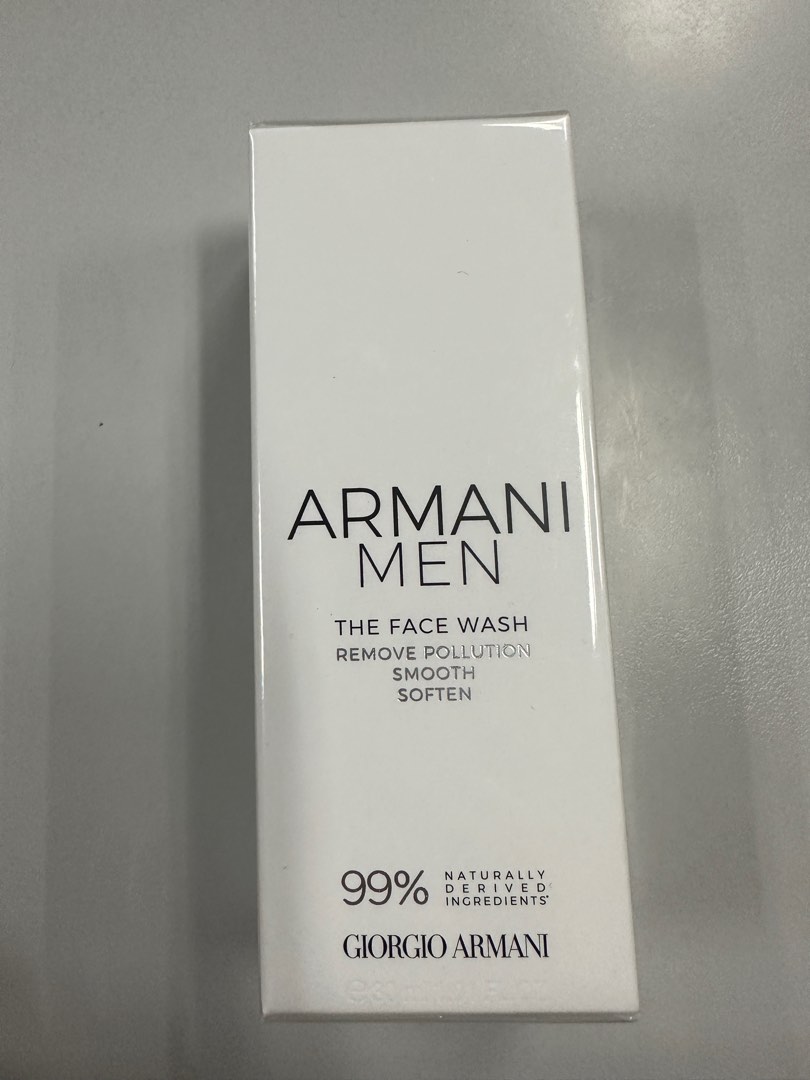 ARMANI
MEN
THE FACE WASH
REMOVE POLLUTION
SMOOTH
SOFTEN
99% NATURALLY
DERIVED
INGREDIENTS*
GIORGIO ARMANI